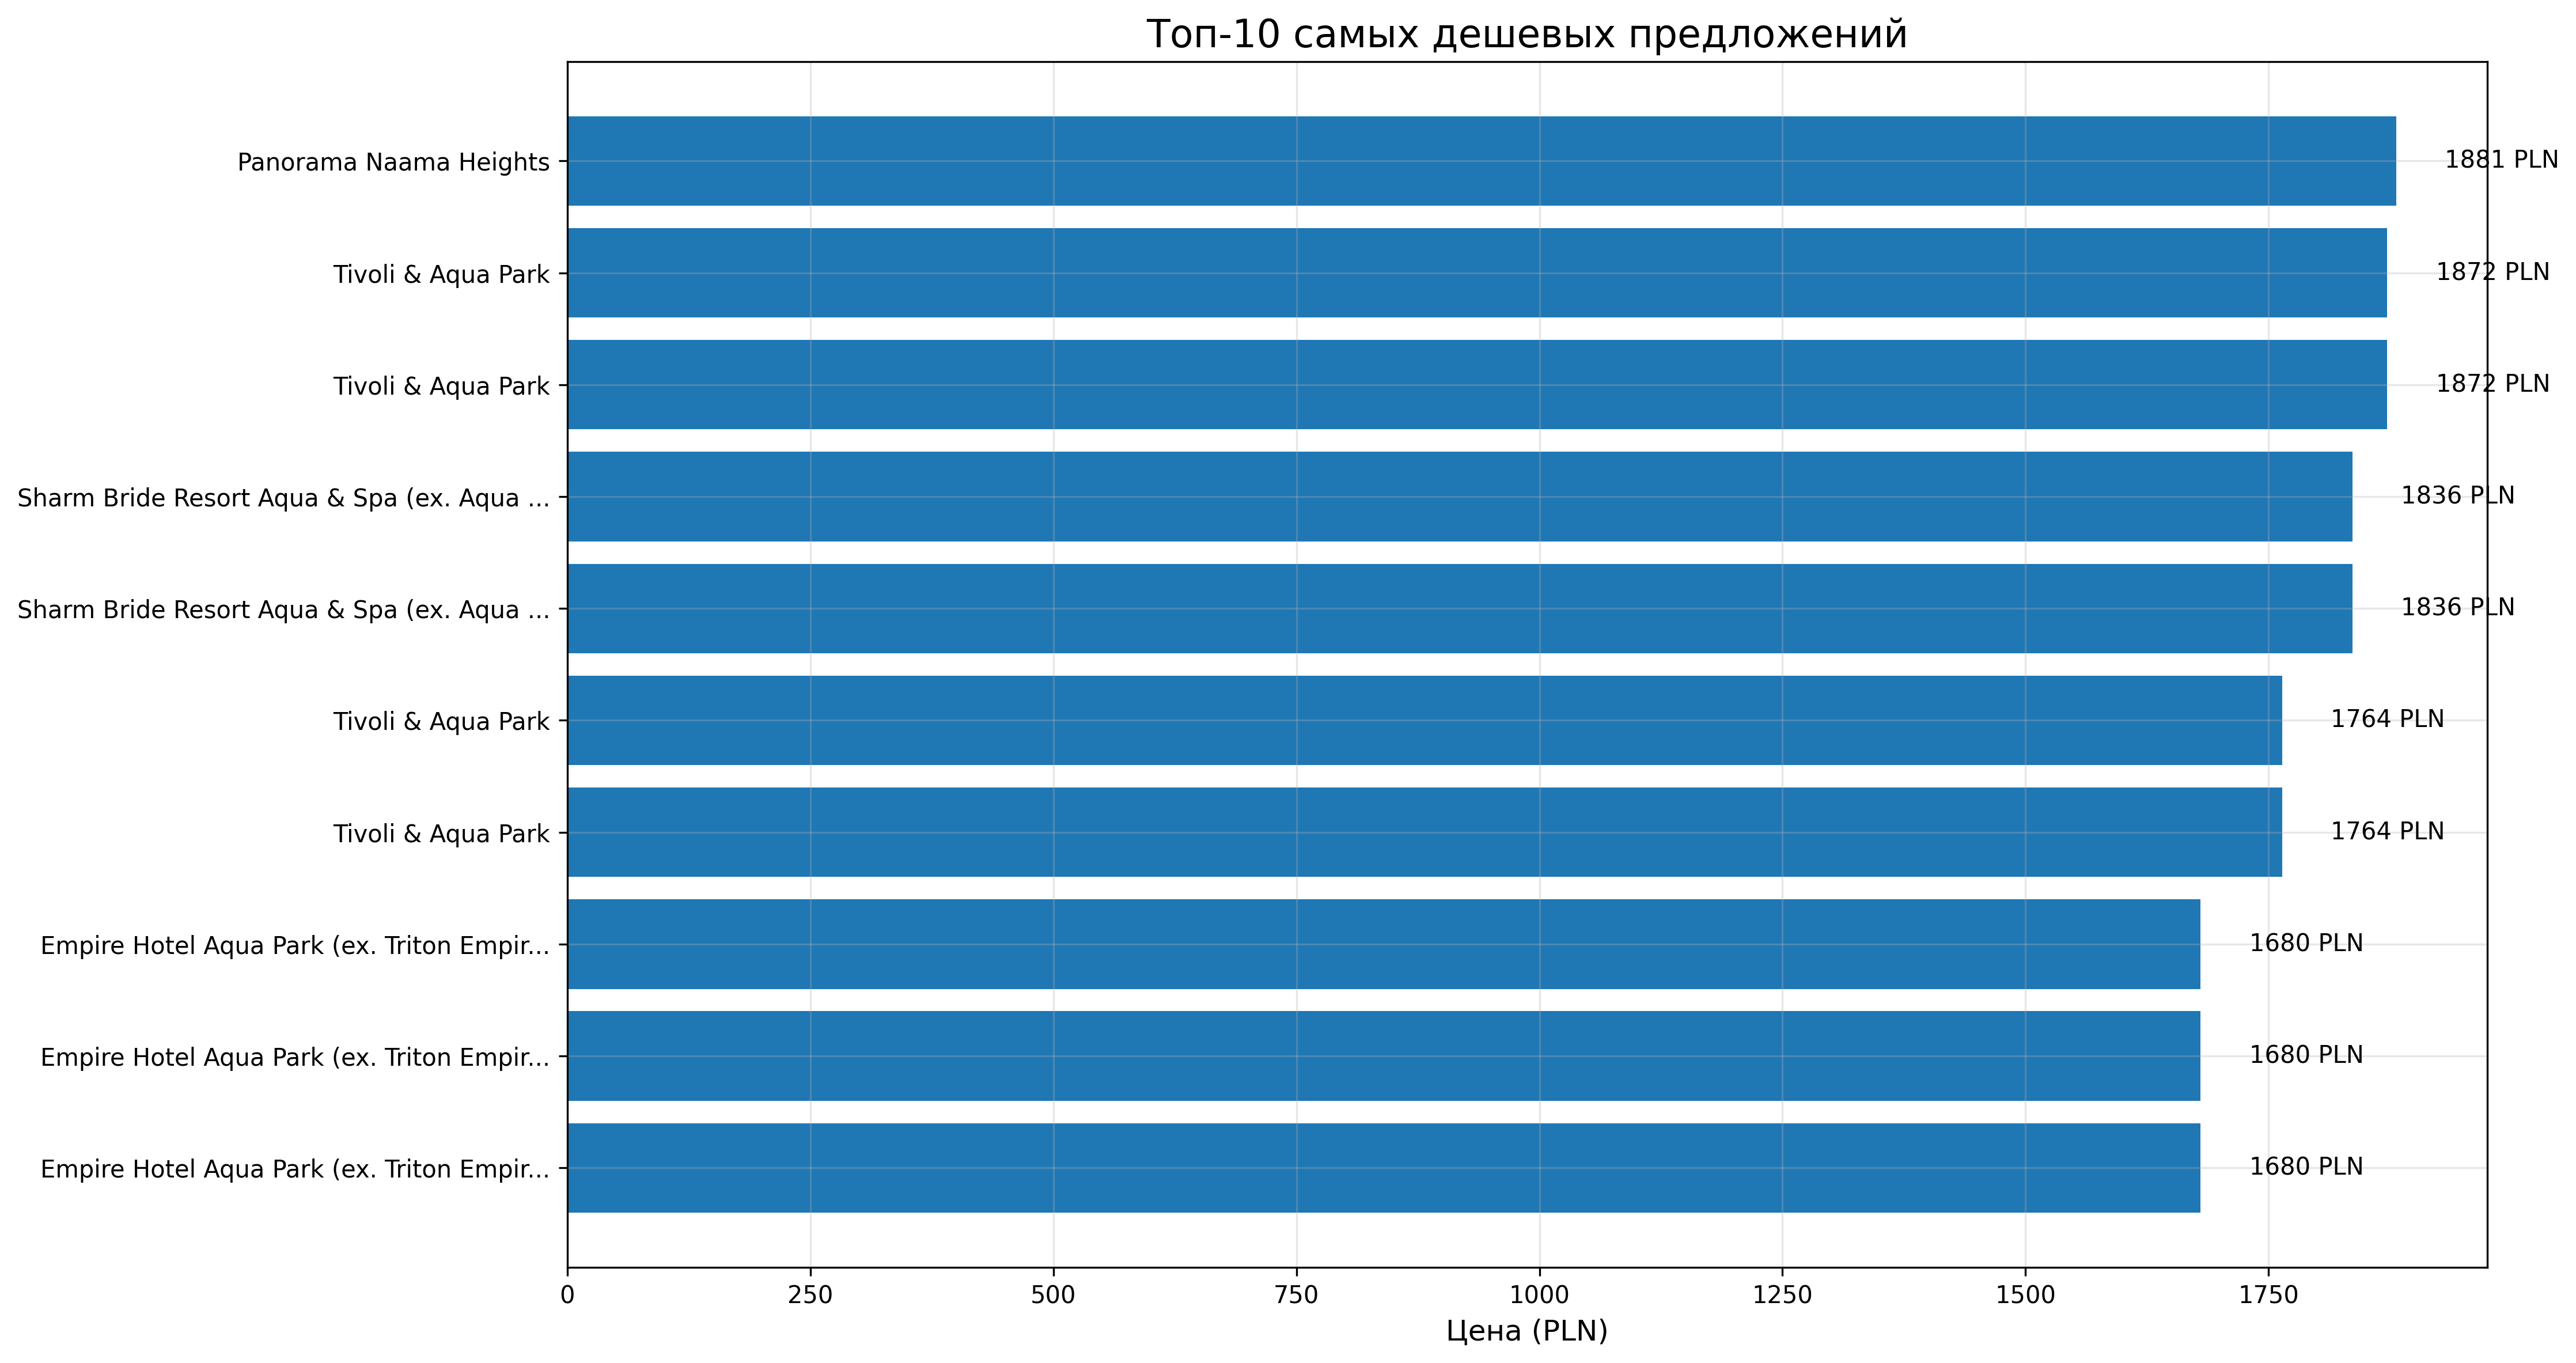 Топ-10 самых дешевых предложений
Panorama Naama Heights
1881 PLN
Tivoli & Aqua Park
1872 PLN
Tivoli & Aqua Park
1872 PLN
Sharm Bride Resort Aqua & Spa (ex. Aqua ...
1836 PLN
Sharm Bride Resort Aqua & Spa (ex. Aqua ...
1836 PLN
Tivoli & Aqua Park
1764 PLN
Tivoli & Aqua Park
1764 PLN
Empire Hotel Aqua Park (ex. Triton Empir...
1680 PLN
Empire Hotel Aqua Park (ex. Triton Empir...
1680 PLN
Empire Hotel Aqua Park (ex. Triton Empir...
1680 PLN
0 250 500 750 1000 1250 1500 1750
Цена (PLN)